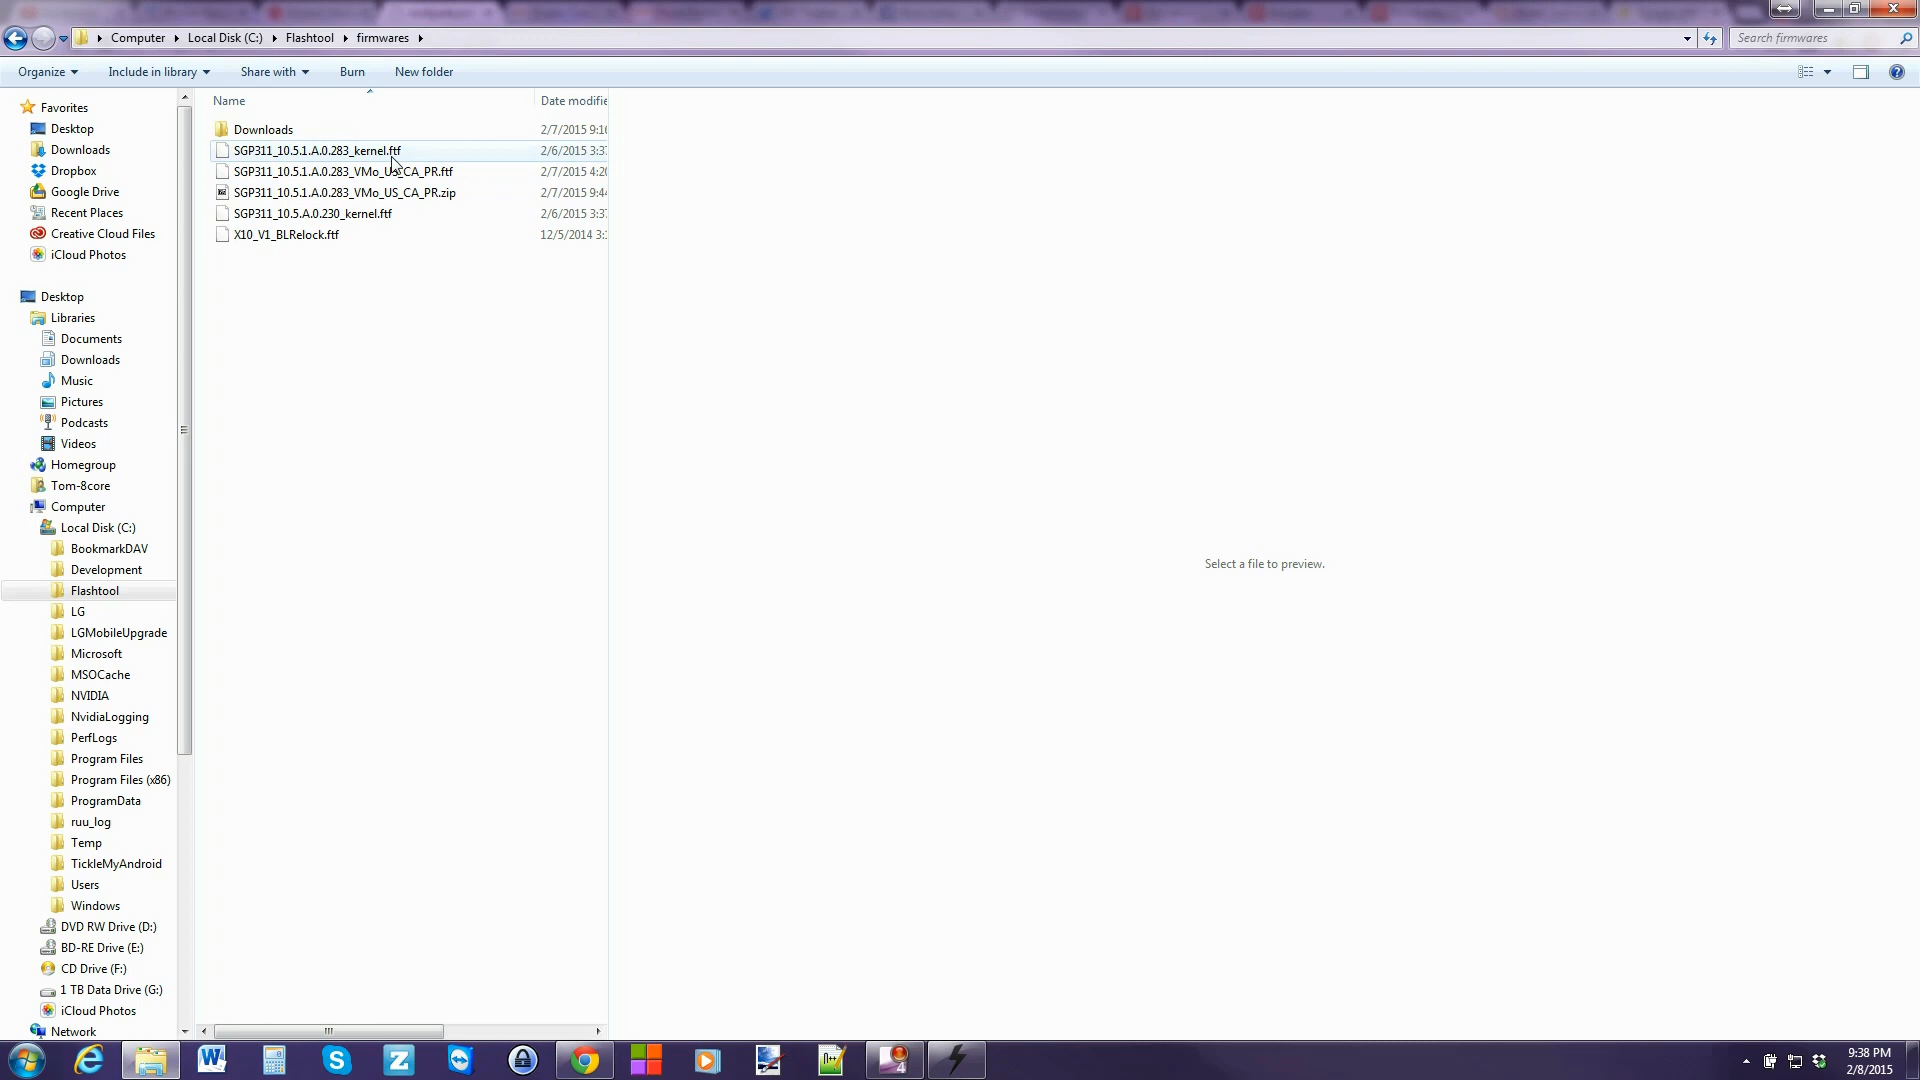 Computer Local Disk (C:) Flashtool firmwares
Search firmwares
Organize Include in library Share with Burn New folder
Name Date modifie
Favorites
Desktop
Downloads
Dropbox
Google Drive
Recent Places
Creative Cloud Files
iCloud Photos
Desktop
Libraries
Documents
Downloads
Music
Pictures
Podcasts
Videos
Homegroup
Tom-8core
Computer
Local Disk (C:)
BookmarkDAV
Development
Flashtool
LG
LGMobileUpgrade
Microsoft
MSOCache
NVIDIA
NvidiaLogging
PerfLogs
Program Files
Program Files (x86)
ProgramData
ruu_log
Temp
TickleMyAndroid
Users
Windows
DVD RW Drive (D:)
BD-RE Drive (E:)
CD Drive (F:)
1 TB Data Drive (G:)
iCloud Photos
Network
Downloads 2/7/2015 9:16
SGP311_10.5.1.A.0.283_kernel.ftf 2/6/2015 3:37
SGP311_10.5.1.A.0.283_VMo_US_CA_PR.ftf 2/7/2015 4:20
SGP311_10.5.1.A.0.283_VMo_US_CA_PR.zip 2/7/2015 9:44
SGP311_10.5.A.0.230_kernel.ftf 2/6/2015 3:37
X10_V1_BLRelock.ftf 12/5/2014 3:
Select a file to preview.
4
9:38 PM
2/8/2015